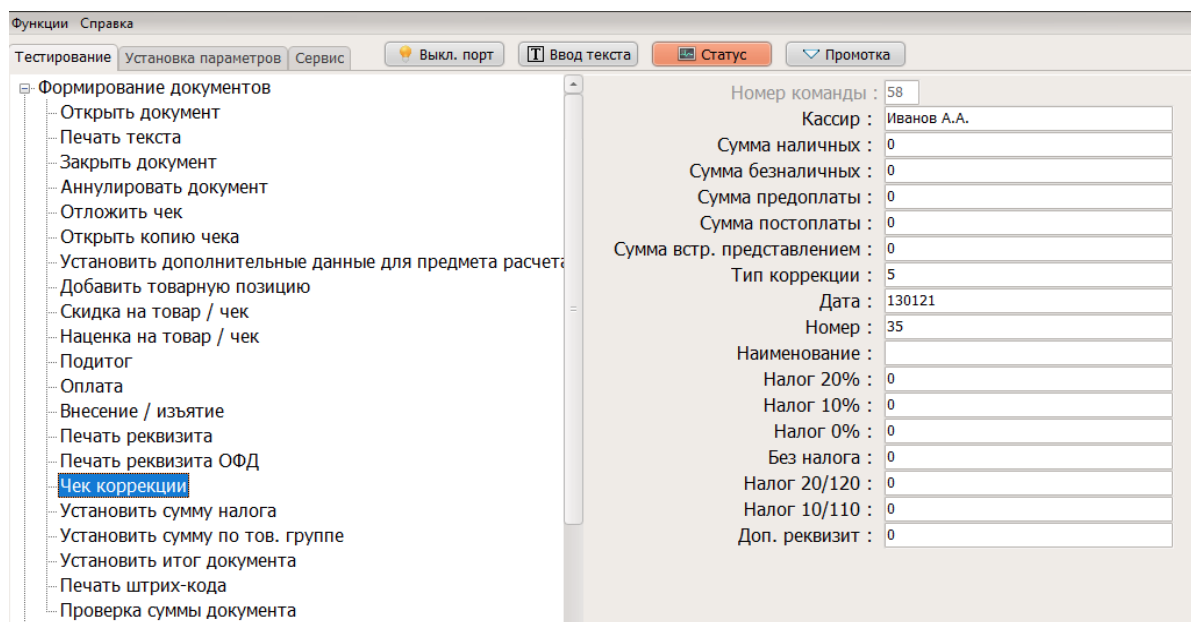 Функции Справка
Тестирование Установка параметров Сервис Выкл. порт Ввод текста Статус Промотка
Формирование документов
Открыть документ
Печать текста
Закрыть документ
Аннулировать документ
Отложить чек
Открыть копию чека
Установить дополнительные данные для предмета расчета
Добавить товарную позицию
Скидка на товар / чек
Наценка на товар / чек
Подитог
Оплата
Внесение / изъятие
Печать реквизита
Печать реквизита ОФД
Чек коррекции
Установить сумму налога
Установить сумму по тов. группе
Установить итог документа
Печать штрих-кода
Проверка суммы документа
Номер команды : 58
Кассир : Иванов А.А.
Сумма наличных : 0
Сумма безналичных : 0
Сумма предоплаты : 0
Сумма постоплаты : 0
Сумма встр. представлением : 0
Тип коррекции : 5
Дата : 130121
Номер : 35
Наименование :
Налог 20% : 0
Налог 10% : 0
Налог 0% : 0
Без налога : 0
Налог 20/120 : 0
Налог 10/110 : 0
Доп. реквизит : 0